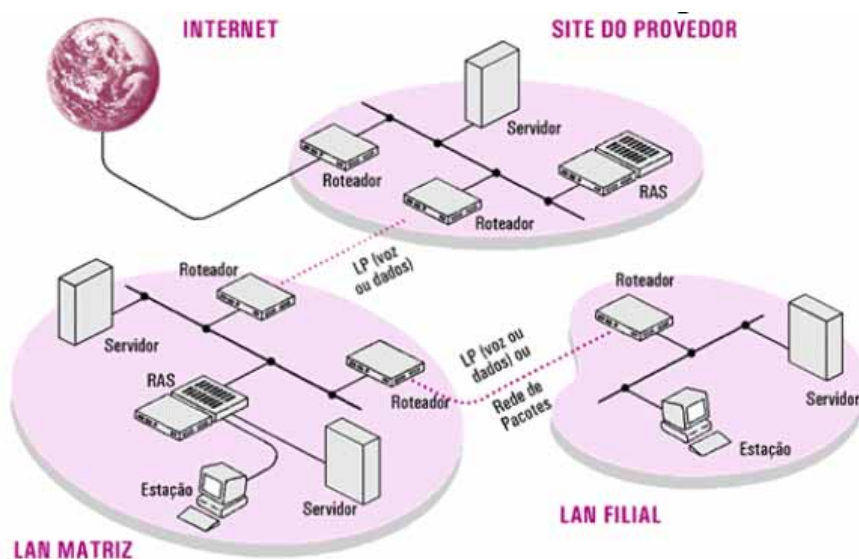 INTERNET
SITE DO PROVEDOR
Servidor
Roteador
RAS
Roteador
LP (voz
ou dados)
Roteador
Servidor
RAS
Roteador
Estação
Servidor
LAN MATRIZ
LP (voz ou
dados) ou
Rede de
Pacotes
Roteador
Servidor
Estação
LAN FILIAL